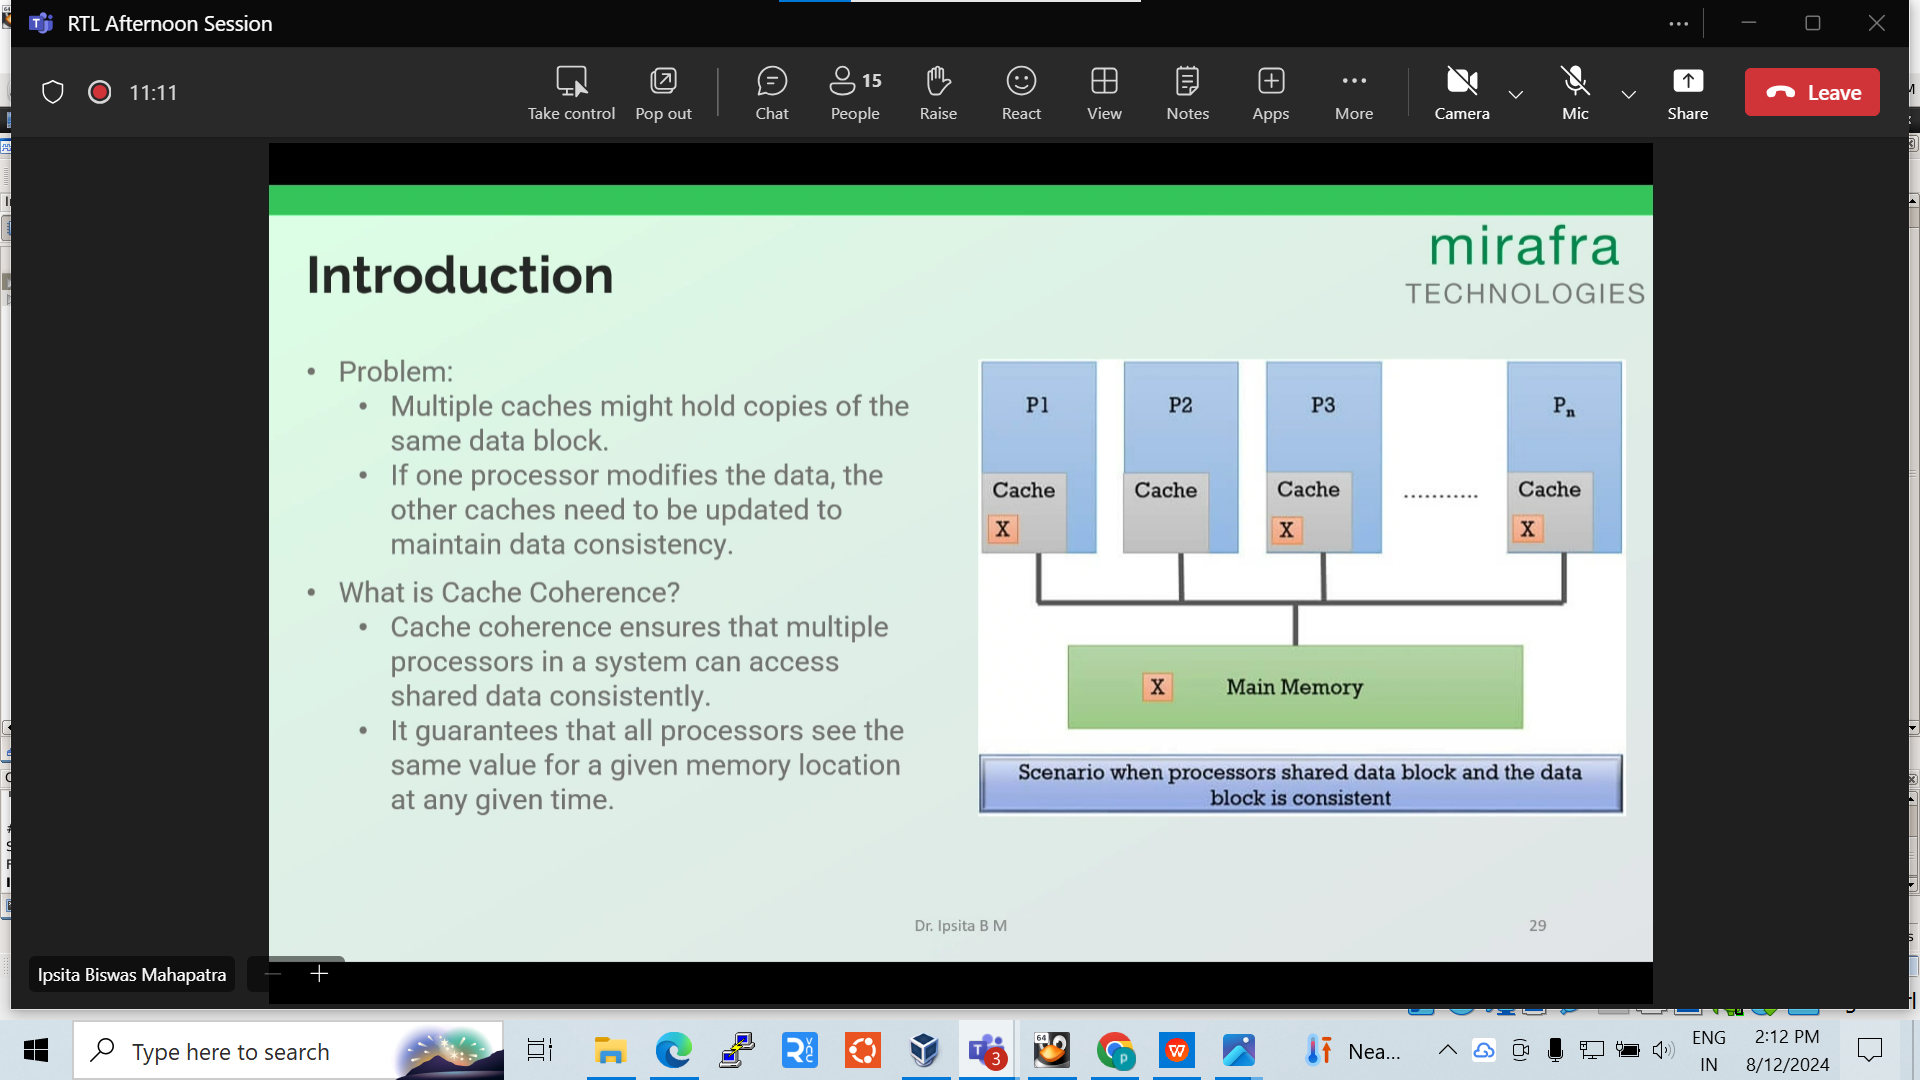 RTL Afternoon Session
11:11
Take control
Pop out
Chat
People
15
Raise
React
View
Notes
Apps
More
Camera
Mic
Share
Leave
mirafra
TECHNOLOGIES
Introduction
• Problem:
• Multiple caches might hold copies of the
same data block.
• If one processor modifies the data, the
other caches need to be updated to
maintain data consistency.
• What is Cache Coherence?
• Cache coherence ensures that multiple
processors in a system can access
shared data consistently.
• It guarantees that all processors see the
same value for a given memory location
at any given time.
P1 P2 P3 Pn
Cache Cache Cache ........... Cache
X X X
X Main Memory
Scenario when processors shared data block and the data
block is consistent
Dr. Ipsita B M
29
Ipsita Biswas Mahapatra
Type here to search
3
64
Nea...
ENG
IN
2:12 PM
8/12/2024